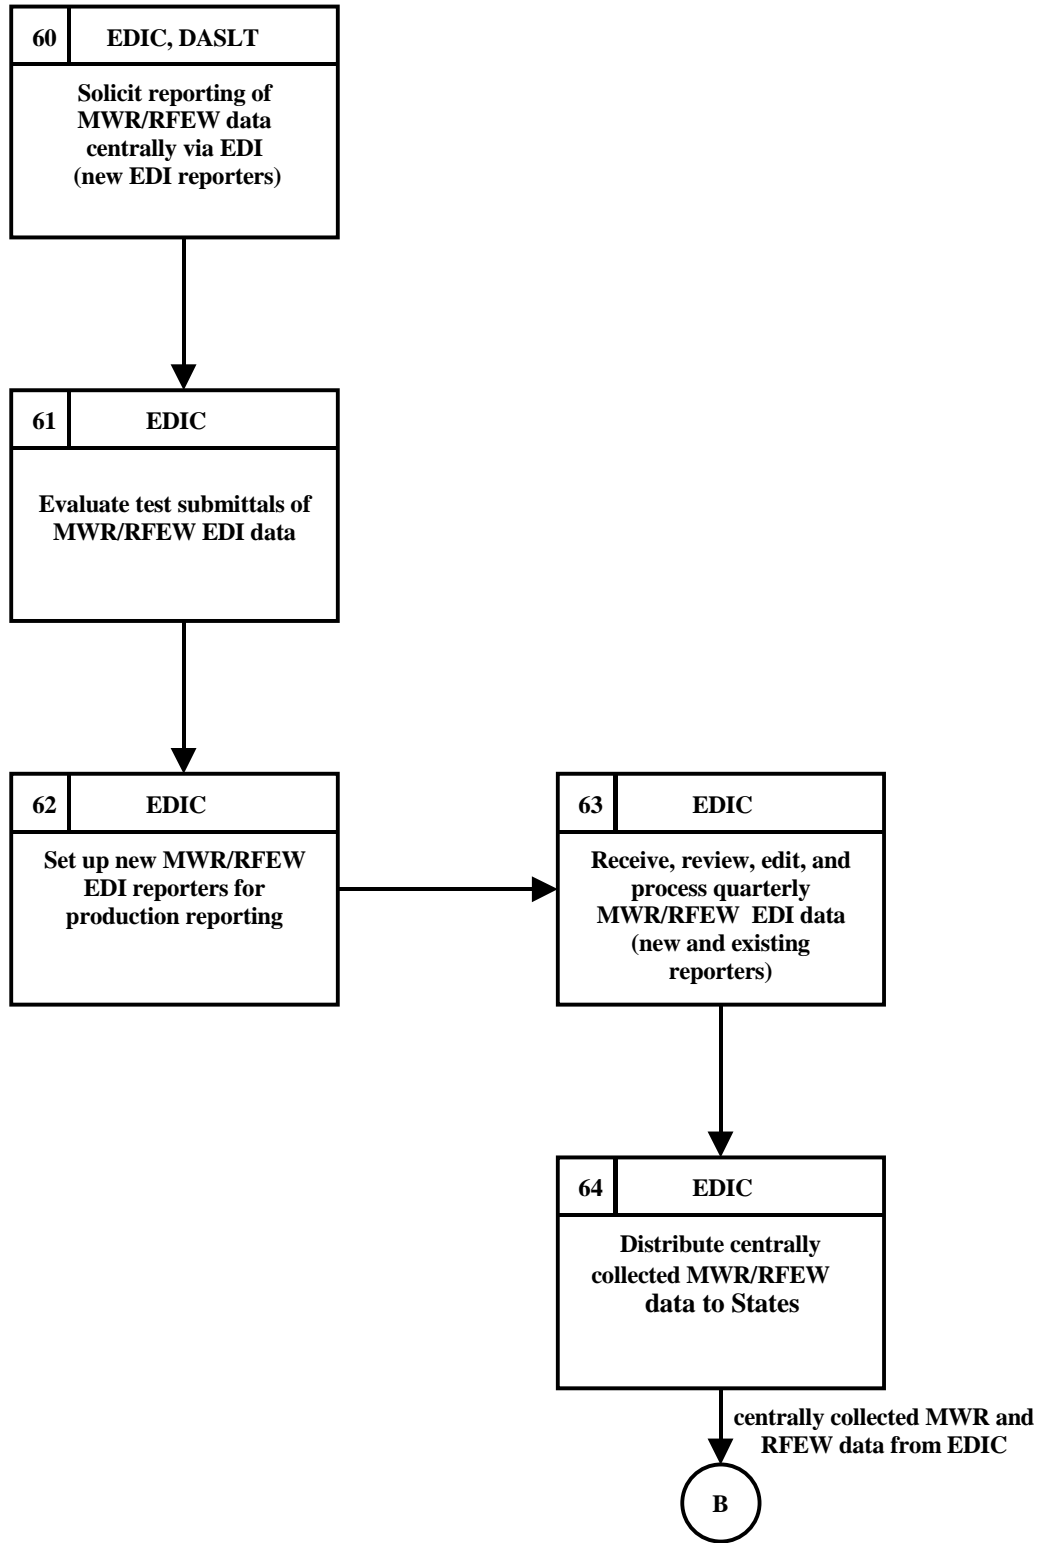 60 EDIC, DASLT
Solicit reporting of
MWR/RFEW data
centrally via EDI
(new EDI reporters)
61 EDIC
Evaluate test submittals of
MWR/RFEW EDI data
62 EDIC
Set up new MWR/RFEW
EDI reporters for
production reporting
63 EDIC
Receive, review, edit, and
process quarterly
MWR/RFEW EDI data
(new and existing
reporters)
64 EDIC
Distribute centrally
collected MWR/RFEW
data to States
centrally collected MWR and
RFEW data from EDIC
B